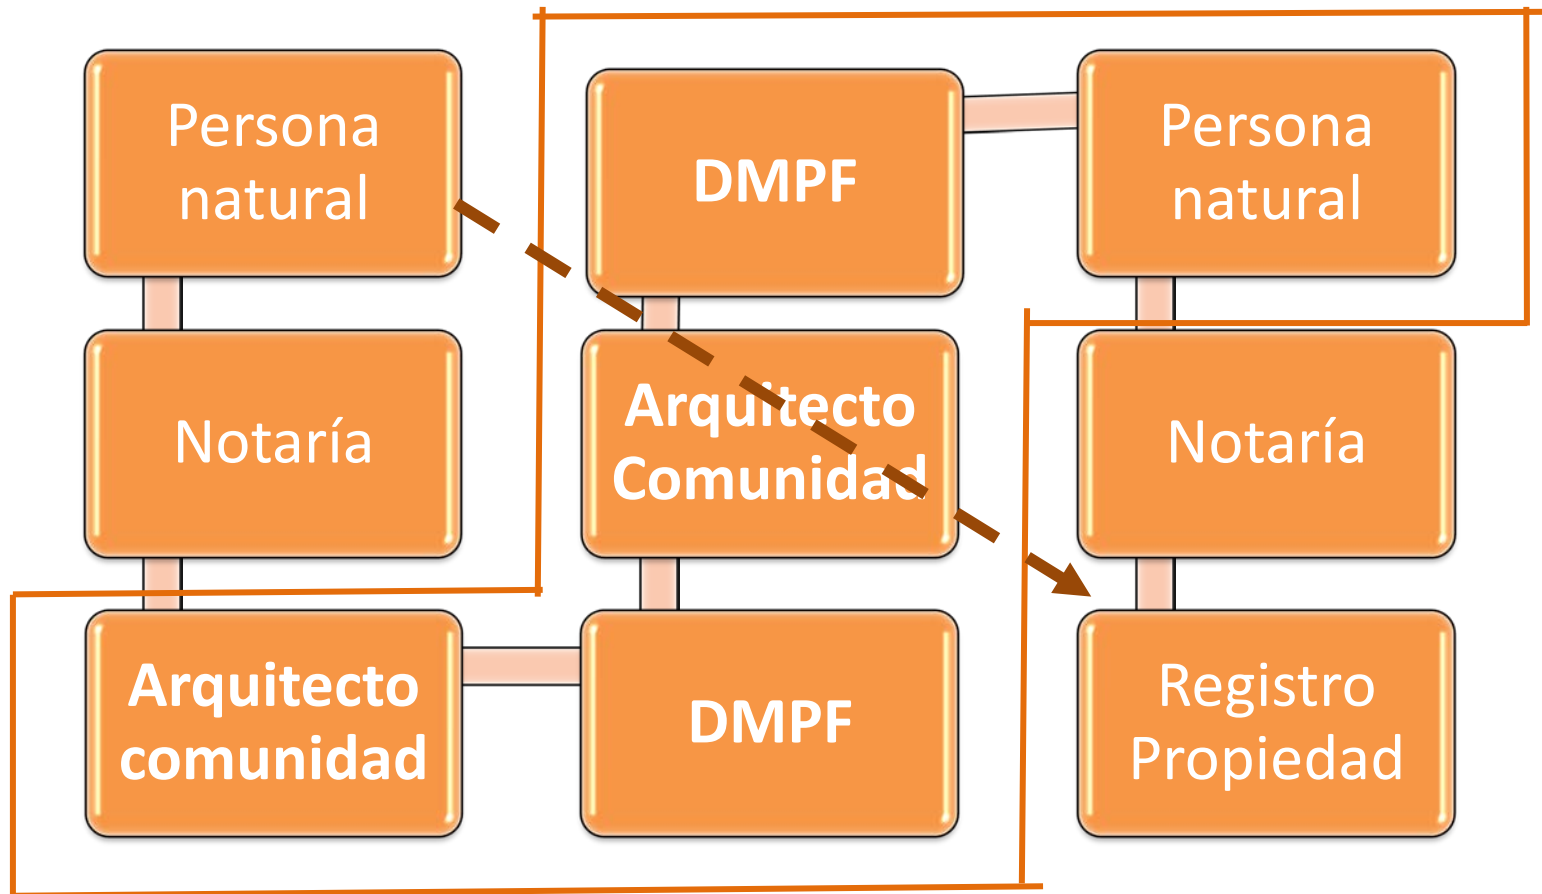 Persona
natural
Notaría
Arquitecto
comunidad
DMPF
Arquitecto
Comunidad
DMPF
Persona
natural
Notaría
Registro
Propiedad